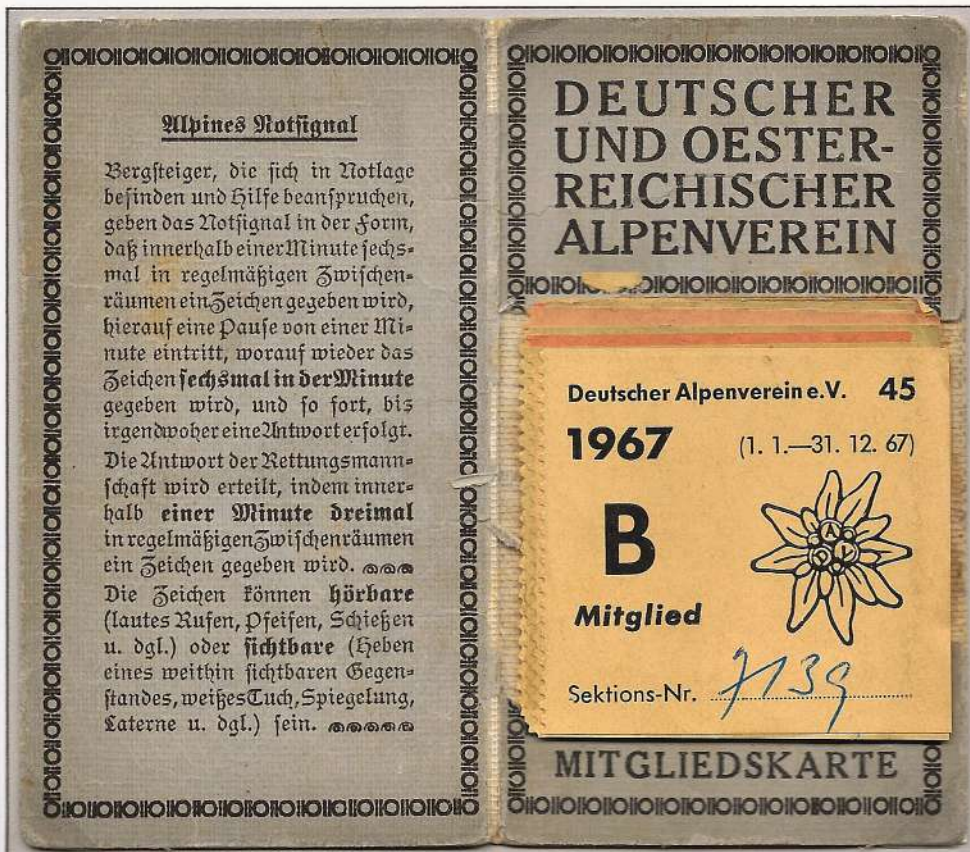 Alpines Notsignal
Bergsteiger, die sich in Notlage
befinden und Hilfe beanspruchen,
geben das Notsignal in der Form,
daß innerhalb einer Minute sechs-
mal in regelmäßigen Zwischen-
räumen ein Zeichen gegeben wird,
hierauf eine Pause von einer Mi-
nute eintritt, worauf wieder das
Zeichen sechsmal in der Minute
gegeben wird, und so fort, bis
irgendwoher eine Antwort erfolgt.
Die Antwort der Rettungsmann-
schaft wird erteilt, indem inner-
halb einer Minute dreimal
in regelmäßigen Zwischenräumen
ein Zeichen gegeben wird.
Die Zeichen können hörbare
(lautes Rufen, Pfeifen, Schießen
u. dgl.) oder sichtbare (Heben
eines weithin sichtbaren Gegen-
standes, weißes Tuch, Spiegelung,
Laterne u. dgl.) sein.
DEUTSCHER
UND OESTER-
REICHISCHER
ALPENVEREIN
Deutscher Alpenverein e.V. 45
1967 (1. 1.—31. 12. 67)
B
A
D V
Mitglied
Sektions-Nr. 7139
MITGLIEDSKARTE